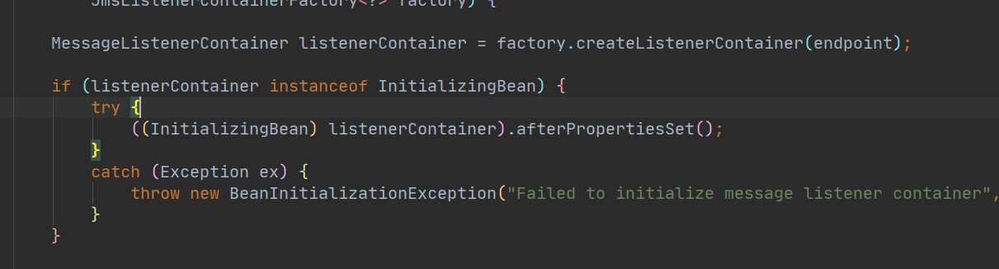 JmsListenerContainerFactory<?> factory) {
MessageListenerContainer listenerContainer = factory.createListenerContainer(endpoint);
if (listenerContainer instanceof InitializingBean) {
try {
((InitializingBean) listenerContainer).afterPropertiesSet();
}
catch (Exception ex) {
throw new BeanInitializationException("Failed to initialize message listener container",
}
}